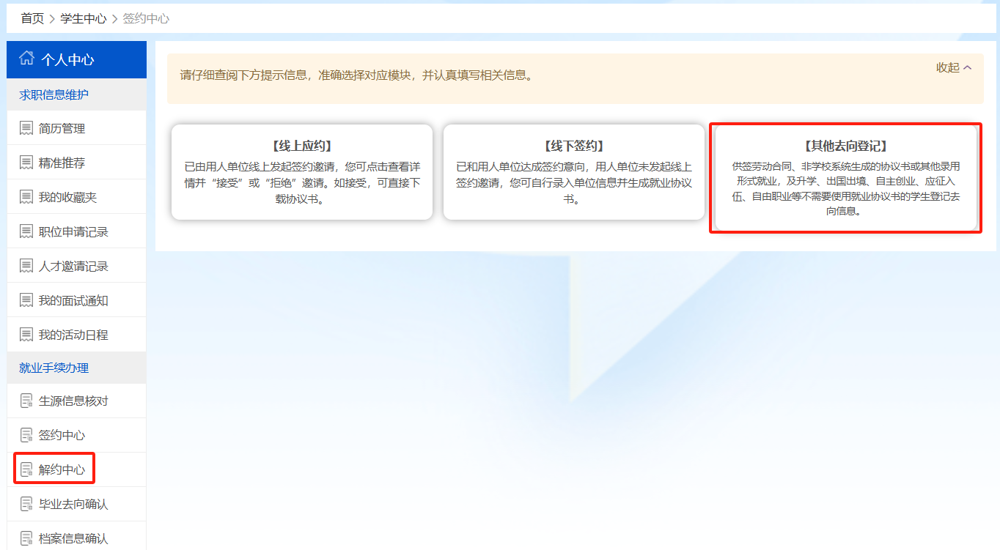 首页 > 学生中心 > 签约中心
个人中心
求职信息维护
简历管理
精准推荐
我的收藏夹
职位申请记录
人才邀请记录
我的面试通知
我的活动日程
就业手续办理
生源信息核对
签约中心
解约中心
毕业去向确认
档案信息确认
请仔细查阅下方提示信息，准确选择对应模块，并认真填写相关信息。
收起
【线上应约】
已由用人单位线上发起签约邀请，您可点击查看详
情并“接受”或“拒绝”邀请。如接受，可直接下
载协议书。
【线下签约】
已和用人单位达成签约意向，用人单位未发起线上
签约邀请，您可自行录入单位信息并生成就业协议
书。
【其他去向登记】
供签劳动合同、非学校系统生成的协议书或其他录用
形式就业，及升学、出国出境、自主创业、应征入
伍、自由职业等不需要使用就业协议书的学生登记去
向信息。